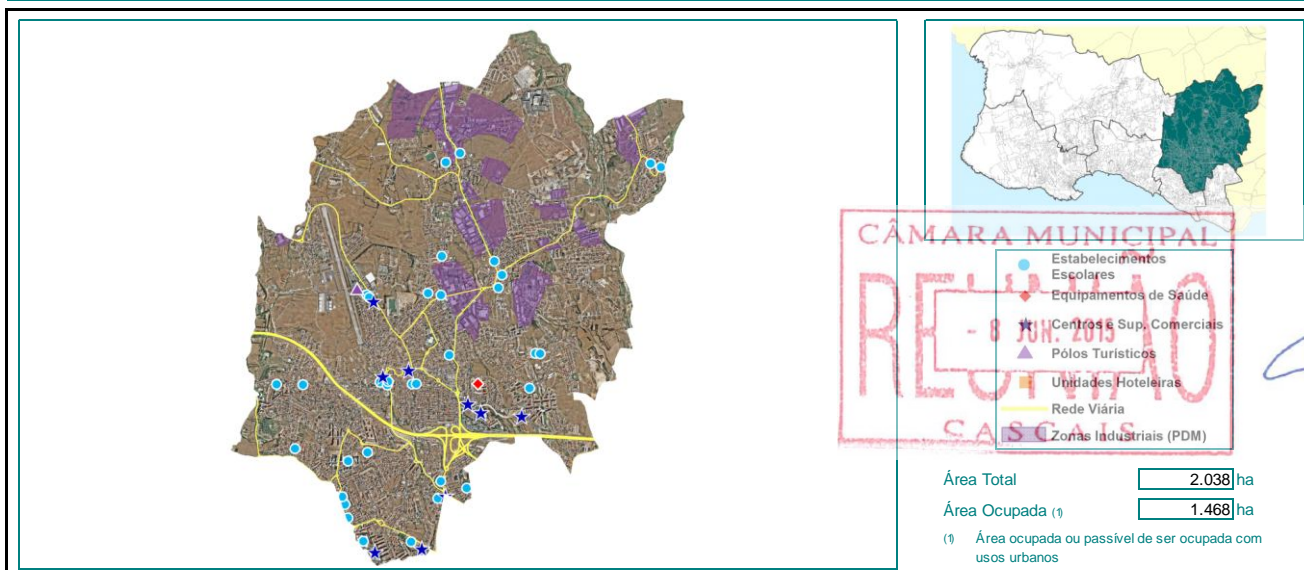 CÂMARA MUNICIPAL
REUNIÃO
- 8 JUN. 2015
CASCAIS
Estabelecimentos
Escolares
Equipamentos de Saúde
Centros e Sup. Comerciais
Pólos Turísticos
Unidades Hoteleiras
Rede Viária
Zonas Industriais (PDM)
Área Total 2.038 ha
Área Ocupada (1) 1.468 ha
(1) Área ocupada ou passível de ser ocupada com
usos urbanos